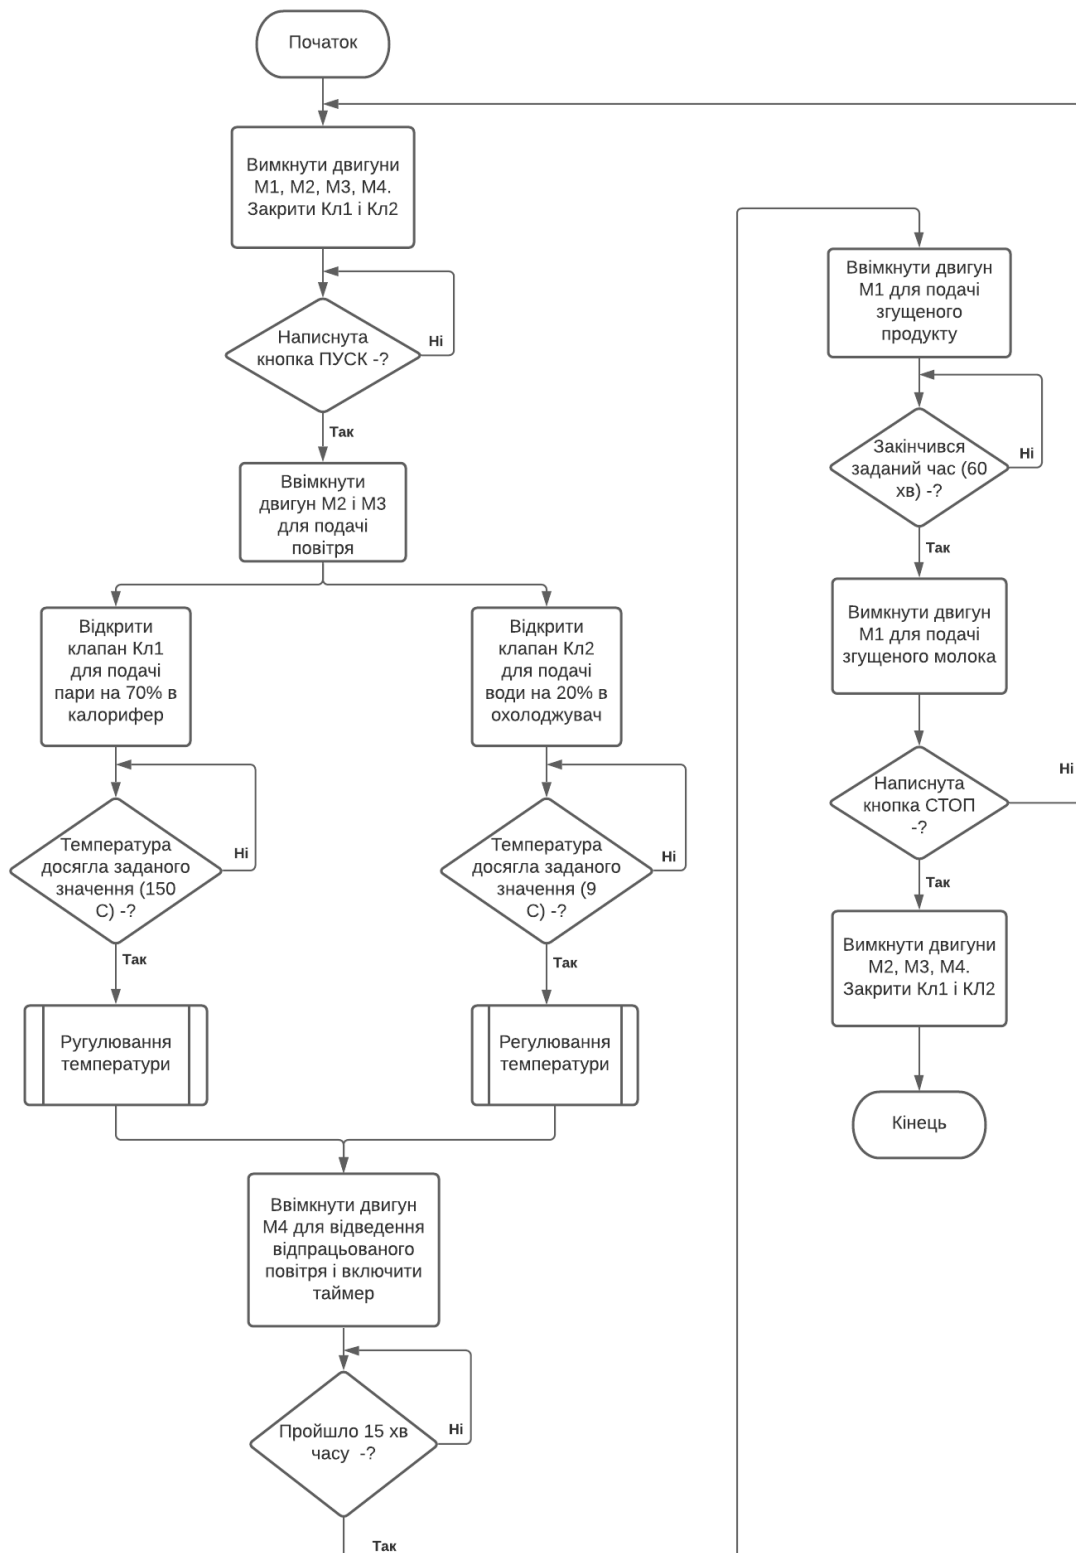 Початок
Вимкнути двигуни
М1, М2, М3, М4.
Закрити Кл1 і Кл2
Написнута
кнопка ПУСК -?
Ні
Так
Ввімкнути
двигун М2 і М3
для подачі
повітря
Відкрити
клапан Кл1
для подачі
пари на 70% в
калорифер
Відкрити
клапан Кл2
для подачі
води на 20% в
охолоджувач
Температура
досягла заданого
значення (150
С) -?
Ні
Так
Температура
досягла заданого
значення (9
С) -?
Ні
Так
Ругулювання
температури
Регулювання
температури
Ввімкнути двигун
М4 для відведення
відпрацьованого
повітря і включити
таймер
Пройшло 15 хв
часу -?
Ні
Так
Ввімкнути двигун
М1 для подачі
згущеного
продукту
Закінчився
заданий час (60
хв) -?
Ні
Так
Вимкнути двигун
М1 для подачі
згущеного молока
Написнута
кнопка СТОП
-?
Ні
Так
Вимкнути двигуни
М2, М3, М4.
Закрити Кл1 і КЛ2
Кінець